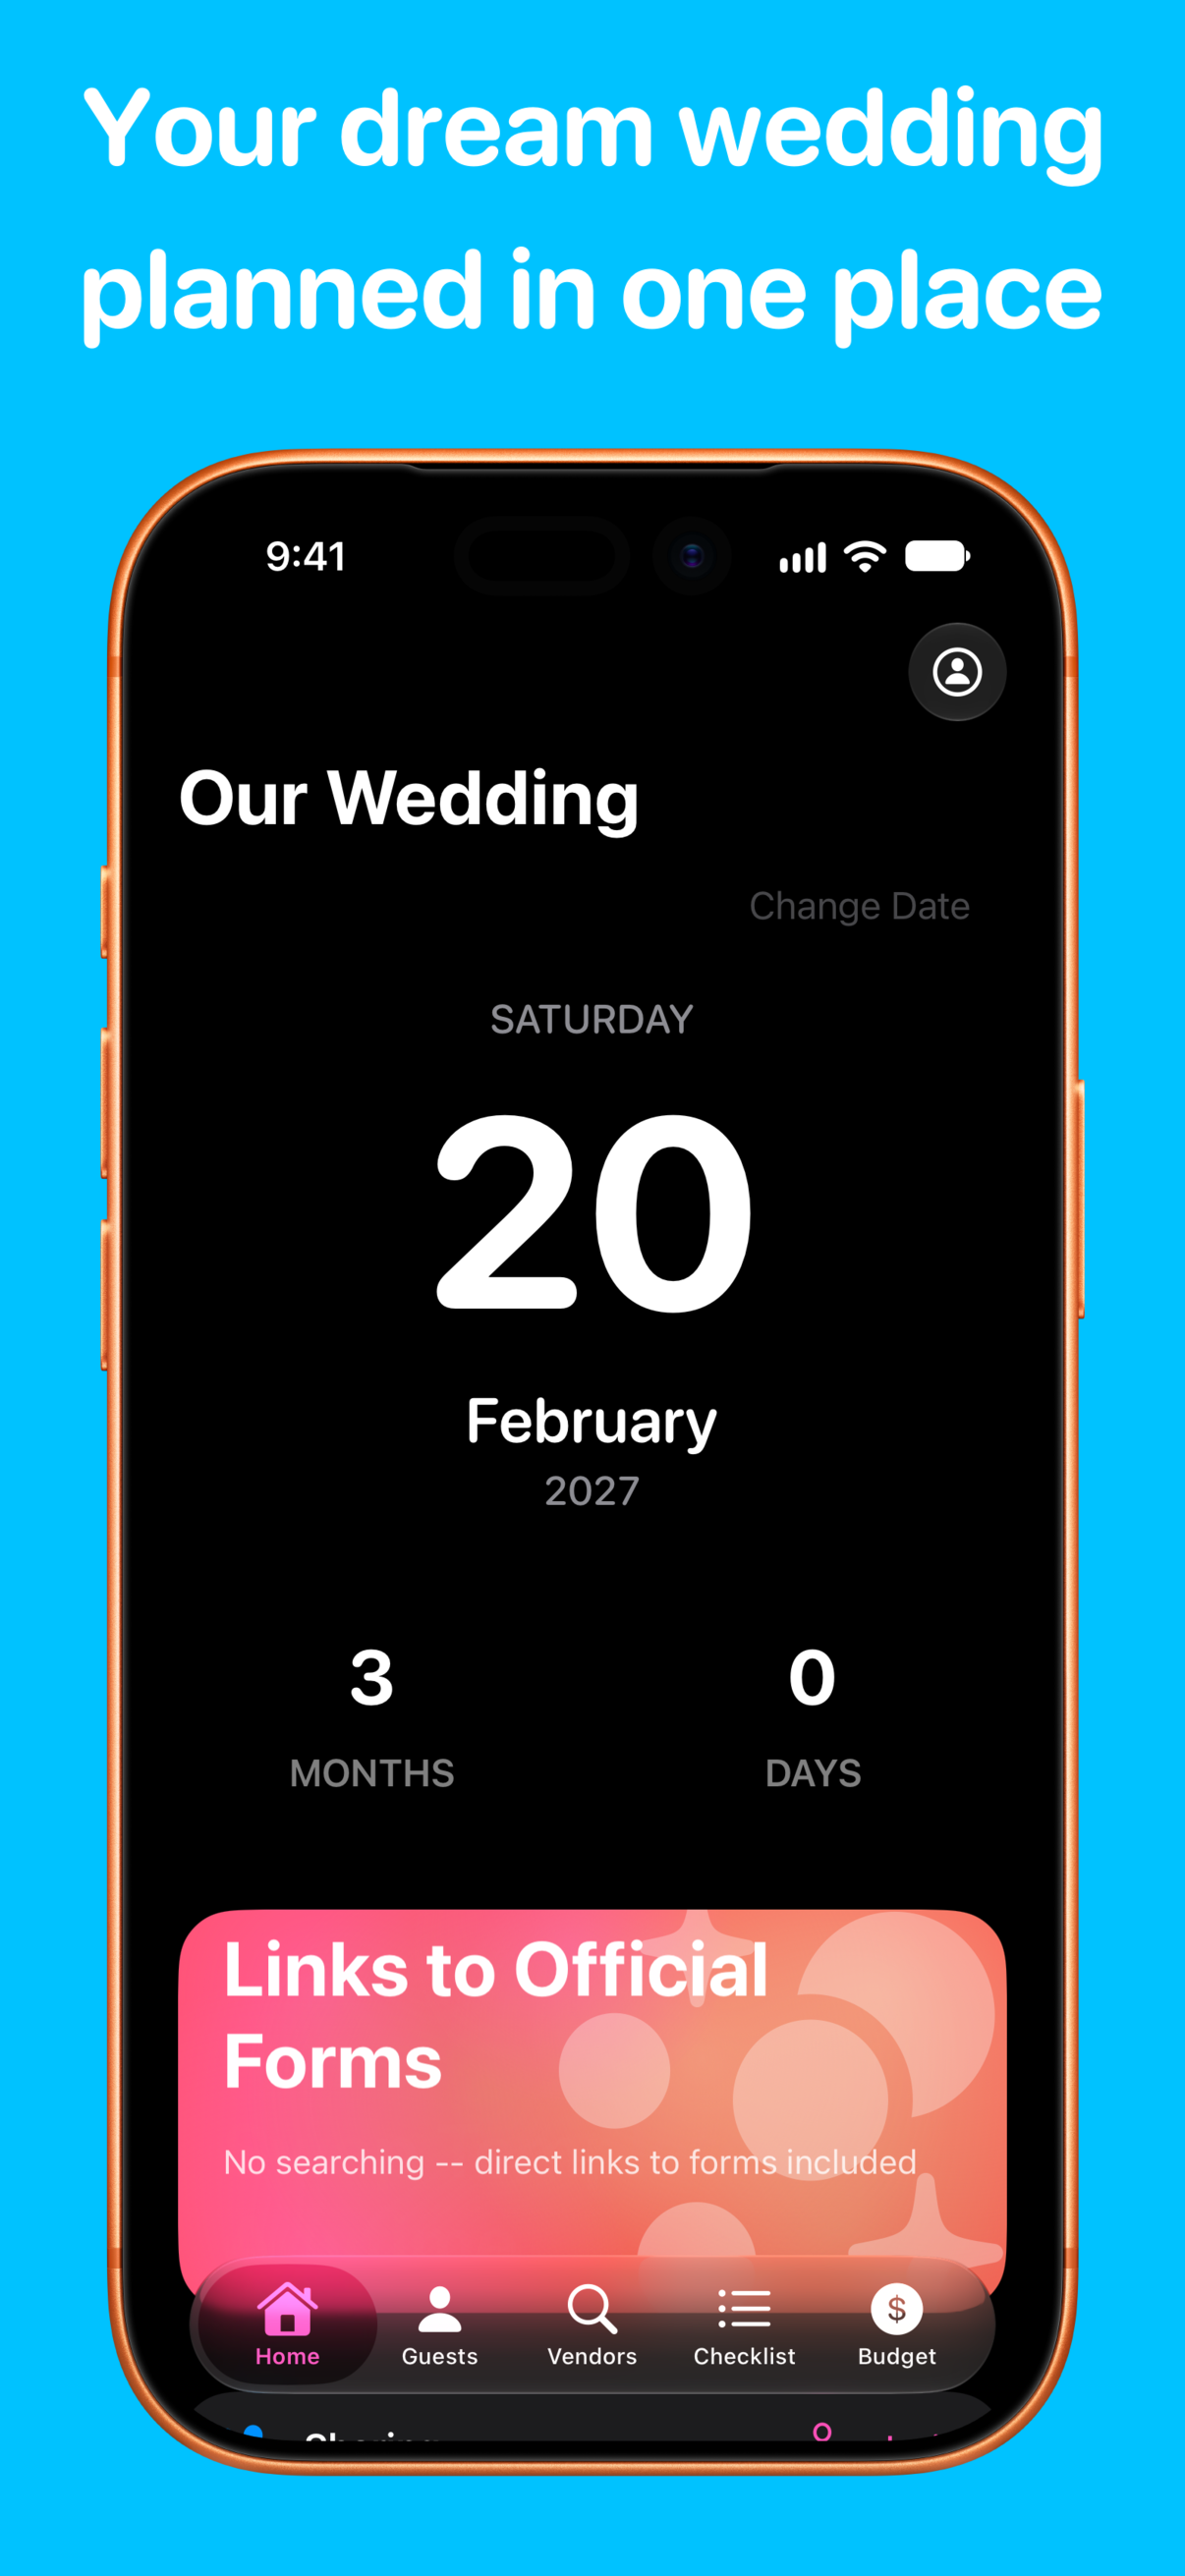 Your dream wedding
planned in one place
9:41
Our Wedding
Change Date
SATURDAY
20
February
2027
3
0
MONTHS
DAYS
Links to Official
Forms
No searching -- direct links to forms included
Home
Guests
Vendors
Checklist
Budget